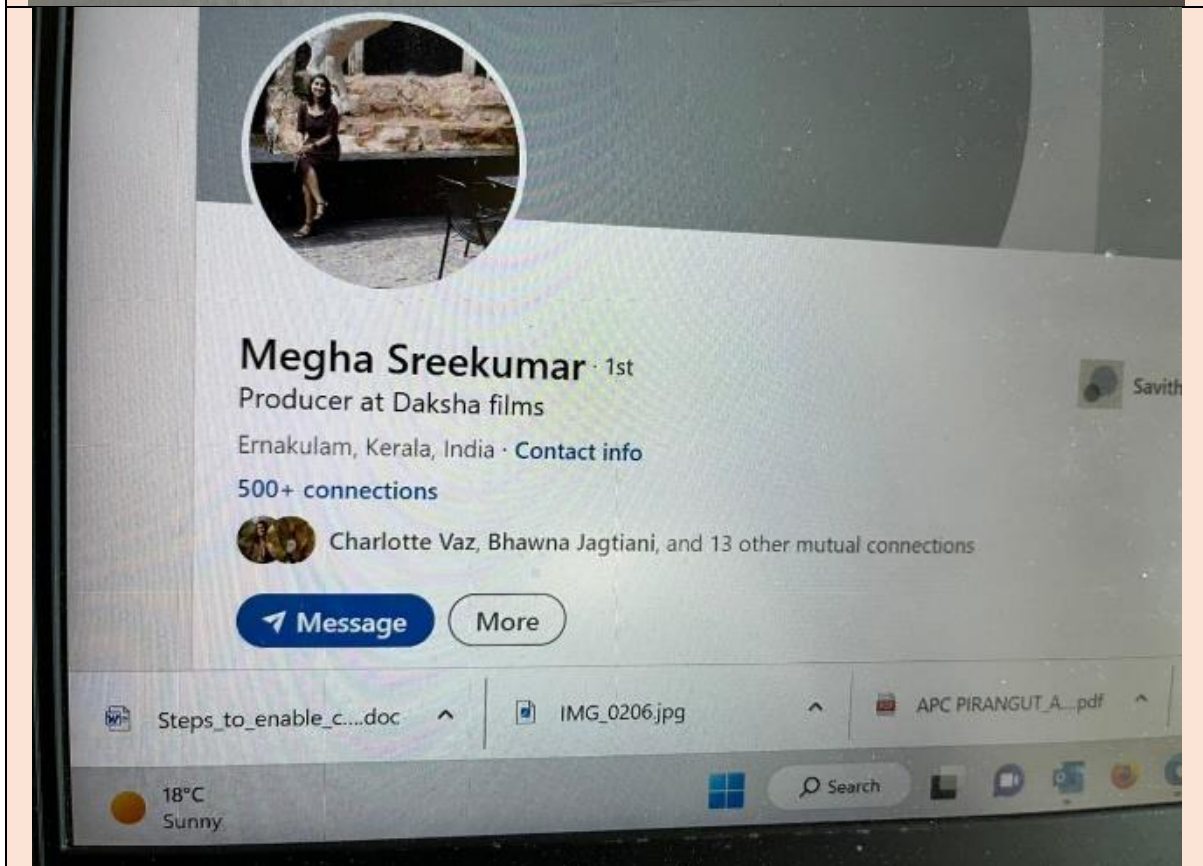 Megha Sreekumar · 1st
Producer at Daksha films
Savith
Ernakulam, Kerala, India · Contact info
500+ connections
Charlotte Vaz, Bhawna Jagtiani, and 13 other mutual connections
Message
More
Steps_to_enable_c....doc
IMG_0206.jpg
APC PIRANGUT_A...pdf
18°C
Sunny
Search